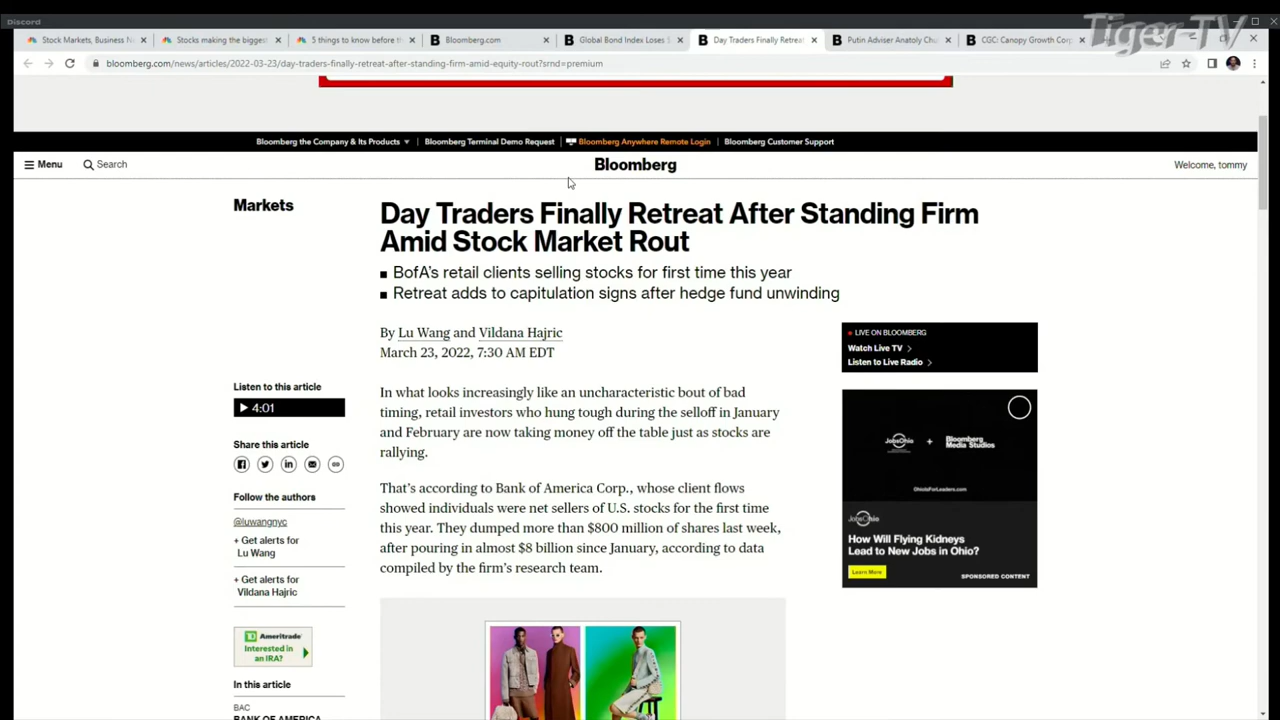 Discord
Tiger-TV
Stock Markets, Business N
Stocks making the bigges
5 things to know before th
Bloomberg.com
Global Bond Index Loses $
Day Traders Finally Retreat
Putin Adviser Anatoly Ch
CGC: Canopy Growth Corp
bloomberg.com/news/articles/2022-03-23/day-traders-finally-retreat-after-standing-firm-amid-equity-rout?srnd=premium
Bloomberg the Company & Its Products
Bloomberg Terminal Demo Request
Bloomberg Anywhere Remote Login
Bloomberg Customer Support
Menu
Search
Bloomberg
Welcome, tommy
Markets
Day Traders Finally Retreat After Standing Firm
Amid Stock Market Rout
BofA's retail clients selling stocks for first time this year
Retreat adds to capitulation signs after hedge fund unwinding
By Lu Wang and Vildana Hajric
March 23, 2022, 7:30 AM EDT
LIVE ON BLOOMBERG
Watch Live TV
Listen to Live Radio
Listen to this article
4:01
Share this article
Follow the authors
@luwangnyc
+ Get alerts for
Lu Wang
+ Get alerts for
Vildana Hajric
In what looks increasingly like an uncharacteristic bout of bad
timing, retail investors who hung tough during the selloff in January
and February are now taking money off the table just as stocks are
rallying.
That's according to Bank of America Corp., whose client flows
showed individuals were net sellers of U.S. stocks for the first time
this year. They dumped more than $800 million of shares last week,
after pouring in almost $8 billion since January, according to data
compiled by the firm's research team.
JobsOhio + Bloomberg
Media Studios
OhioIsForLeaders.com
JobsOhio
How Will Flying Kidneys
Lead to New Jobs in Ohio?
Learn More
SPONSORED CONTENT
Ameritrade
Interested in
an IRA?
In this article
BAC
BANK OF AMERICA